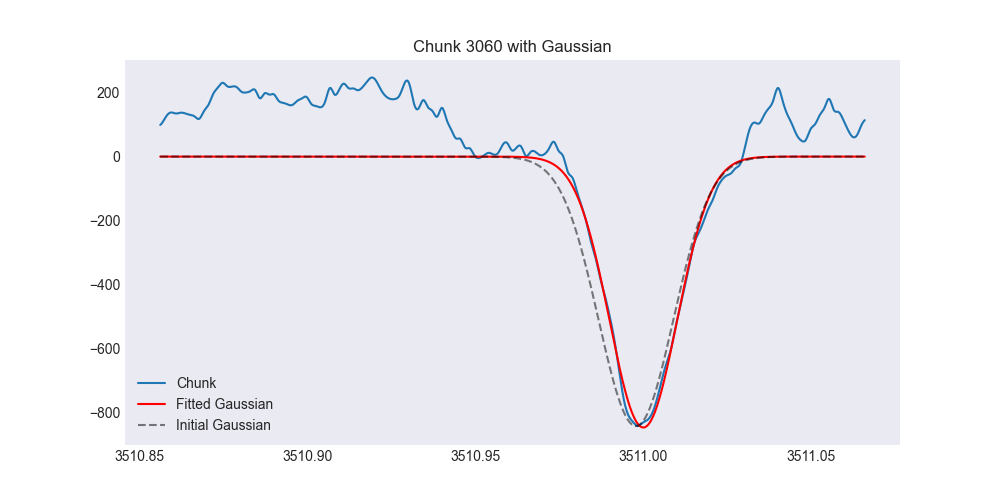 Chunk 3060 with Gaussian
200
0
−200
−400
−600
−800
Chunk
Fitted Gaussian
Initial Gaussian
3510.85 3510.90 3510.95 3511.00 3511.05